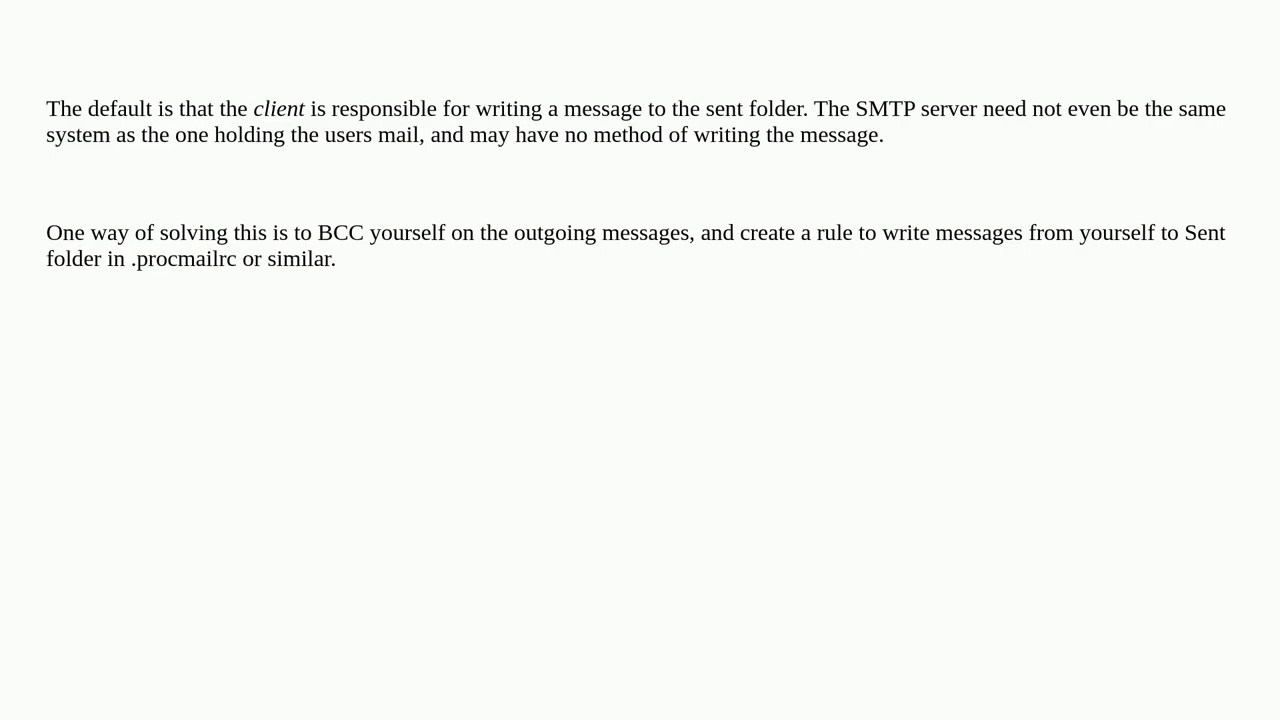 The default is that the client is responsible for writing a message to the sent folder. The SMTP server need not even be the same
system as the one holding the users mail, and may have no method of writing the message.
One way of solving this is to BCC yourself on the outgoing messages, and create a rule to write messages from yourself to Sent
folder in .procmailrc or similar.